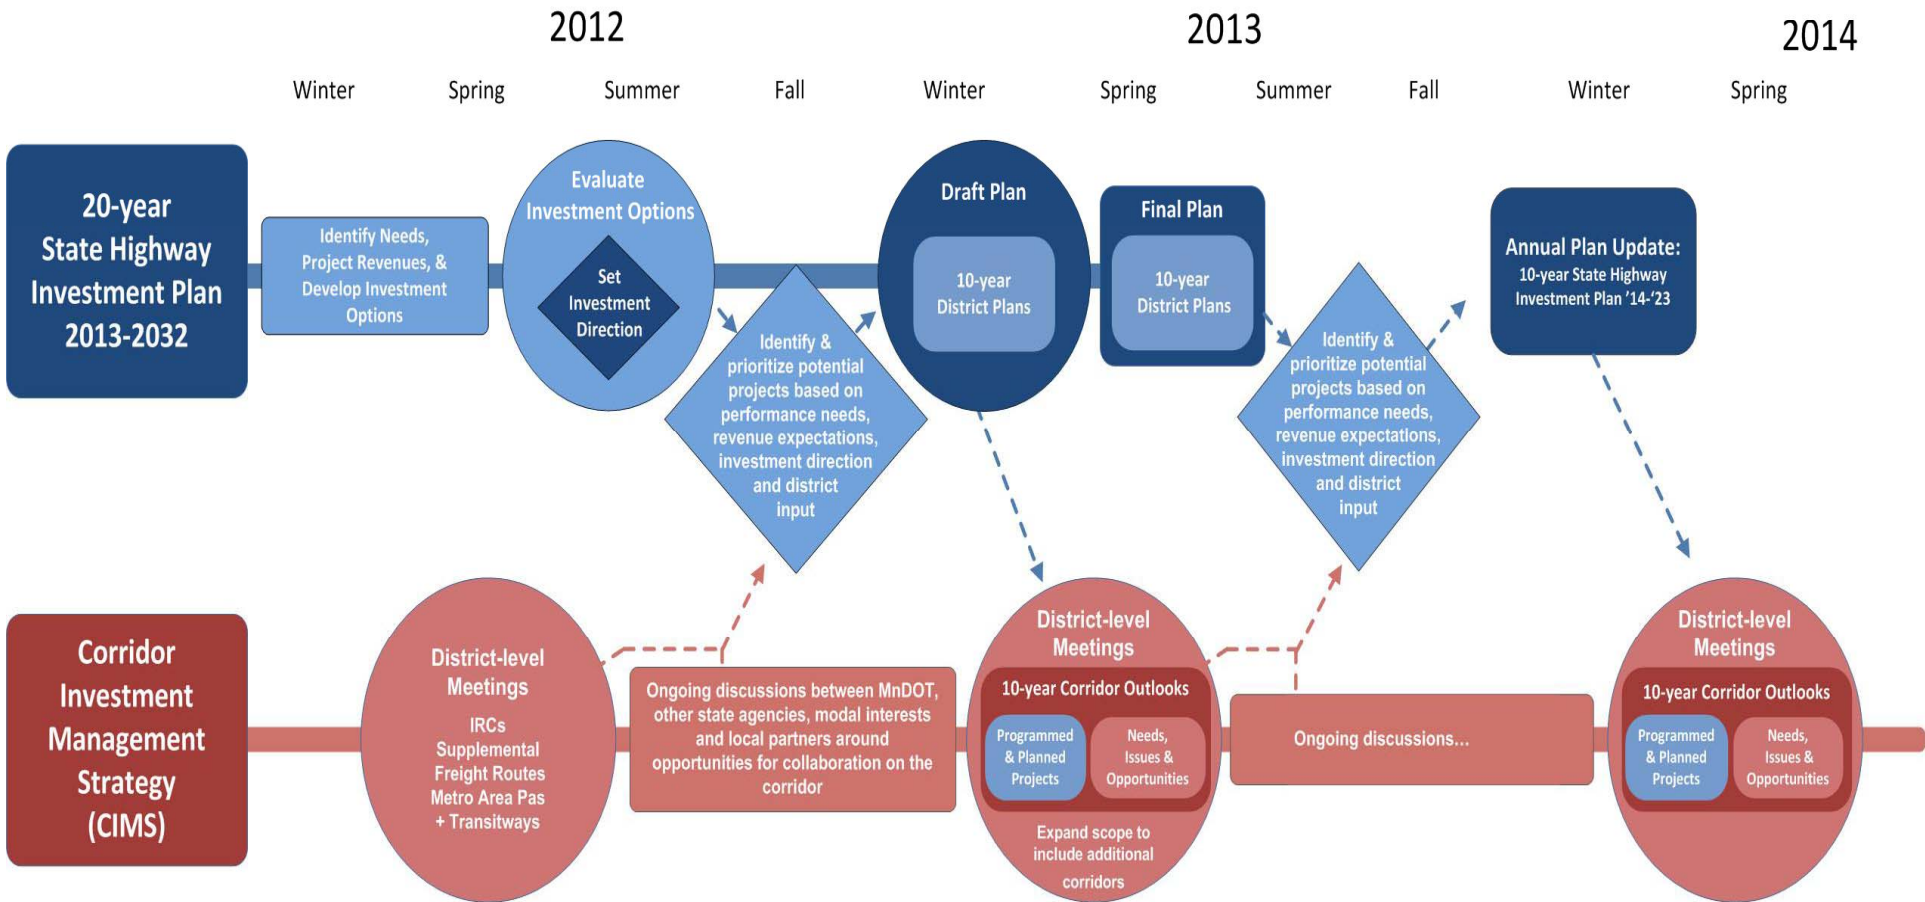 2012
2013
2014
Winter
Spring
Summer
Fall
Winter
Spring
Summer
Fall
Winter
Spring
20-year
State Highway
Investment Plan
2013-2032
Identify Needs,
Project Revenues, &
Develop Investment
Options
Evaluate
Investment Options
Set
Investment
Direction
Identify &
prioritize potential
projects based on
performance needs,
revenue expectations,
investment direction
and district
input
Draft Plan
10-year
District Plans
Final Plan
10-year
District Plans
Identify &
prioritize potential
projects based on
performance needs,
revenue expectations,
investment direction
and district
input
Annual Plan Update:
10-year State Highway
Investment Plan '14-'23
Corridor
Investment
Management
Strategy
(CIMS)
District-level
Meetings
IRCs
Supplemental
Freight Routes
Metro Area Pas
+ Transitways
Ongoing discussions between MnDOT,
other state agencies, modal interests
and local partners around
opportunities for collaboration on the
corridor
District-level
Meetings
10-year Corridor Outlooks
Programmed
& Planned
Projects
Needs,
Issues &
Opportunities
Expand scope to
include additional
corridors
Ongoing discussions...
District-level
Meetings
10-year Corridor Outlooks
Programmed
& Planned
Projects
Needs,
Issues &
Opportunities